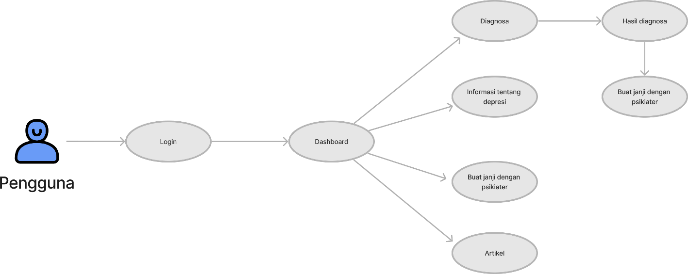 Pengguna
Login
Dashboard
Diagnosa
Hasil diagnosa
Buat janji dengan
psikiater
Informasi tentang
depresi
Buat janji dengan
psikiater
Artikel